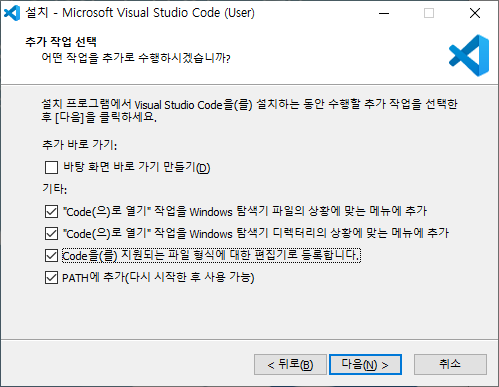 설치 - Microsoft Visual Studio Code (User)
추가 작업 선택
어떤 작업을 추가로 수행하시겠습니까?
설치 프로그램에서 Visual Studio Code을(를) 설치하는 동안 수행할 추가 작업을 선택한
후 [다음]을 클릭하세요.
추가 바로 가기:
바탕 화면 바로 가기 만들기(D)
기타:
"Code(으)로 열기" 작업을 Windows 탐색기 파일의 상황에 맞는 메뉴에 추가
"Code(으)로 열기" 작업을 Windows 탐색기 디렉터리의 상황에 맞는 메뉴에 추가
Code을(를) 지원되는 파일 형식에 대한 편집기로 등록합니다.
PATH에 추가(다시 시작한 후 사용 가능)
< 뒤로(B) 다음(N) > 취소